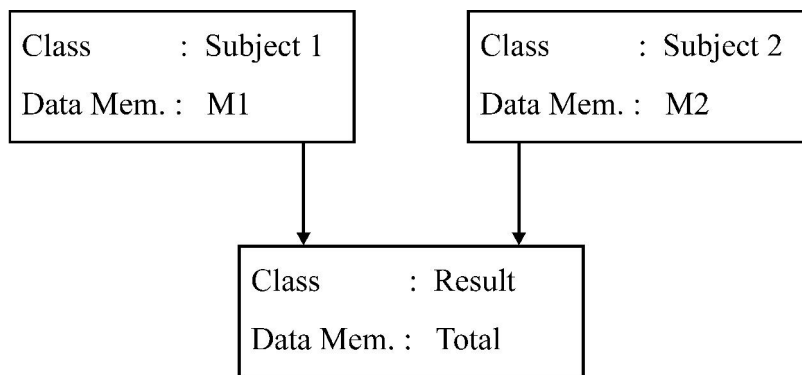 Class : Subject 1
Data Mem. : M1
Class : Subject 2
Data Mem. : M2
Class : Result
Data Mem. : Total